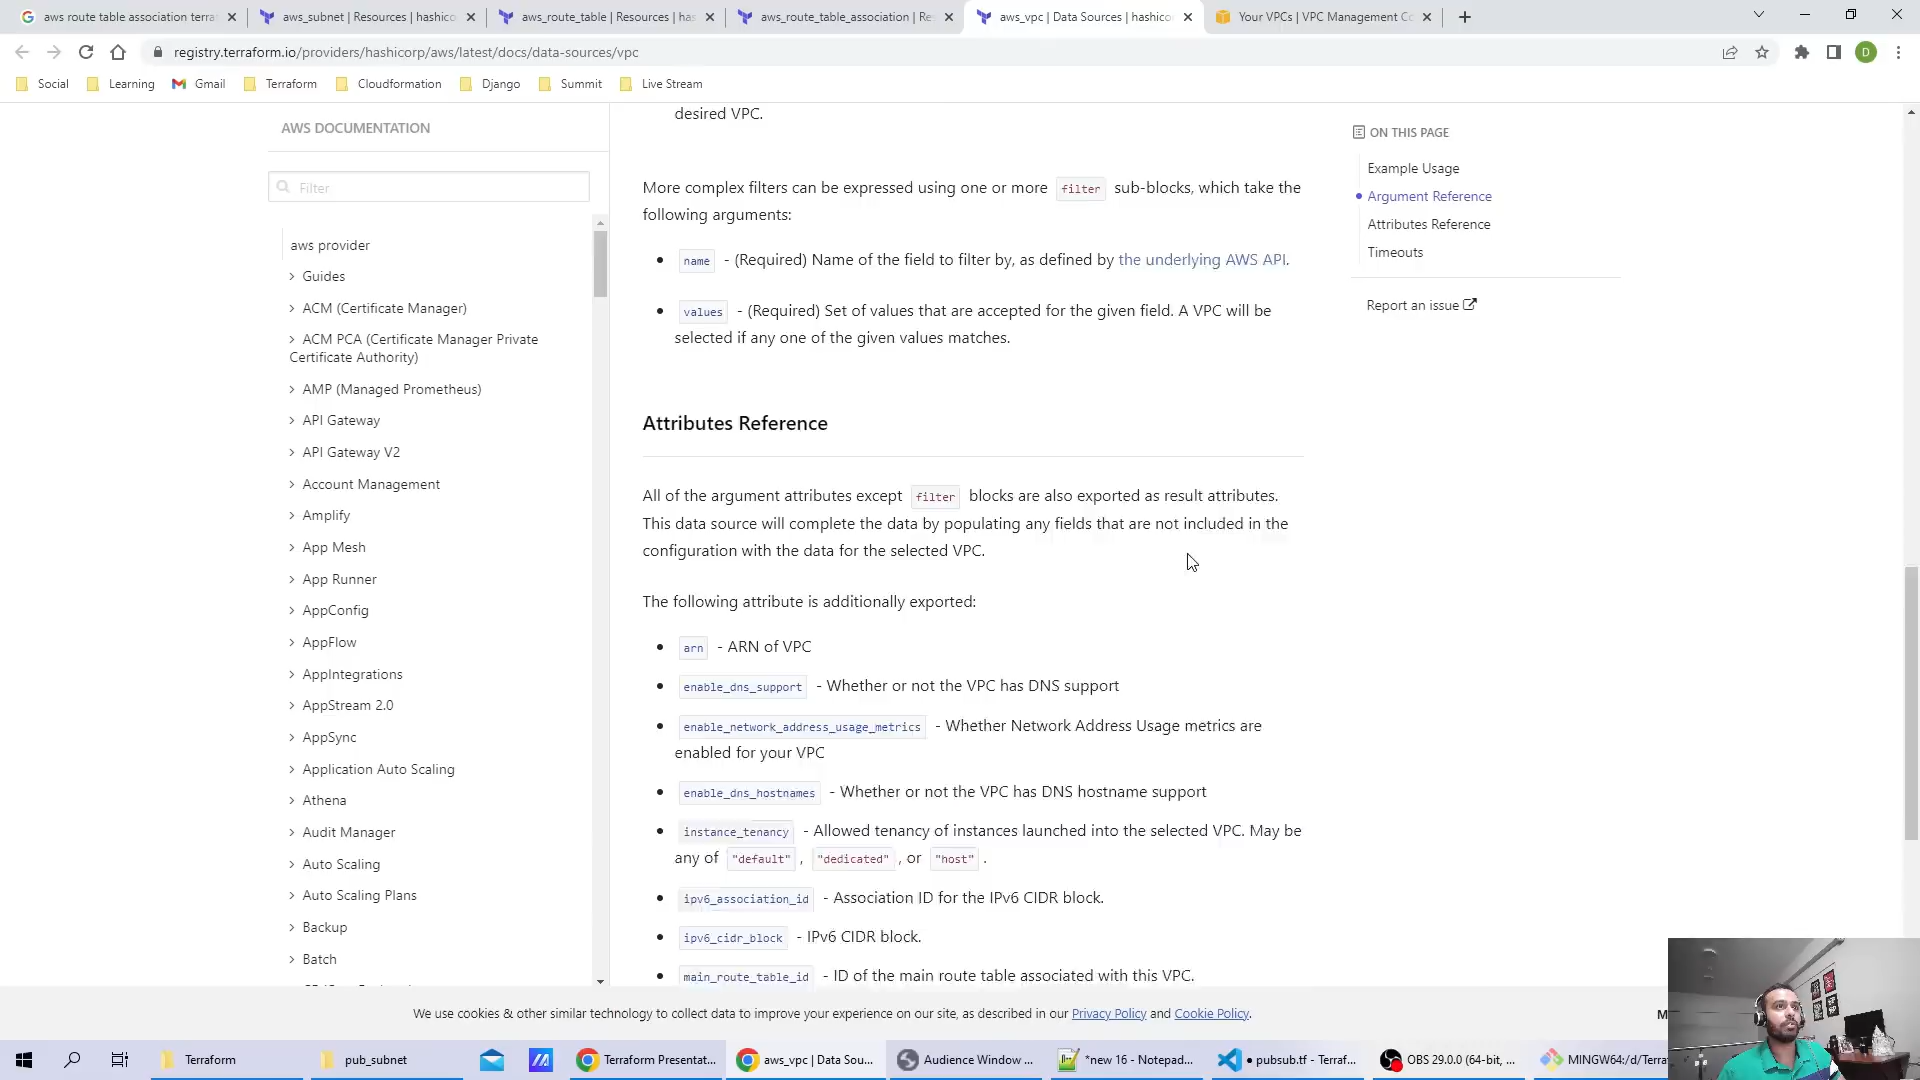 aws route table association terra
aws_subnet | Resources | hashico
aws_route_table | Resources | has
aws_route_table_association | Re
aws_vpc | Data Sources | hashico
Your VPCs | VPC Management Co
registry.terraform.io/providers/hashicorp/aws/latest/docs/data-sources/vpc
D
Social
Learning
Gmail
Terraform
Cloudformation
Django
Summit
Live Stream
AWS DOCUMENTATION
Filter
aws provider
Guides
ACM (Certificate Manager)
ACM PCA (Certificate Manager Private
Certificate Authority)
AMP (Managed Prometheus)
API Gateway
API Gateway V2
Account Management
Amplify
App Mesh
App Runner
AppConfig
AppFlow
AppIntegrations
AppStream 2.0
AppSync
Application Auto Scaling
Athena
Audit Manager
Auto Scaling
Auto Scaling Plans
Backup
Batch
desired VPC.
More complex filters can be expressed using one or more filter sub-blocks, which take the
following arguments:
name - (Required) Name of the field to filter by, as defined by the underlying AWS API.
values - (Required) Set of values that are accepted for the given field. A VPC will be
selected if any one of the given values matches.
Attributes Reference
All of the argument attributes except filter blocks are also exported as result attributes.
This data source will complete the data by populating any fields that are not included in the
configuration with the data for the selected VPC.
The following attribute is additionally exported:
arn - ARN of VPC
enable_dns_support - Whether or not the VPC has DNS support
enable_network_address_usage_metrics - Whether Network Address Usage metrics are
enabled for your VPC
enable_dns_hostnames - Whether or not the VPC has DNS hostname support
instance_tenancy - Allowed tenancy of instances launched into the selected VPC. May be
any of "default" , "dedicated" , or "host" .
ipv6_association_id - Association ID for the IPv6 CIDR block.
ipv6_cidr_block - IPv6 CIDR block.
main_route_table_id - ID of the main route table associated with this VPC.
ON THIS PAGE
Example Usage
Argument Reference
Attributes Reference
Timeouts
Report an issue
We use cookies & other similar technology to collect data to improve your experience on our site, as described in our Privacy Policy and Cookie Policy.
M
Terraform
pub_subnet
Terraform Presentat...
aws_vpc | Data Sou...
Audience Window ...
*new 16 - Notepad...
● pubsub.tf - Terraf...
OBS 29.0.0 (64-bit, ...
MINGW64:/d/Terra